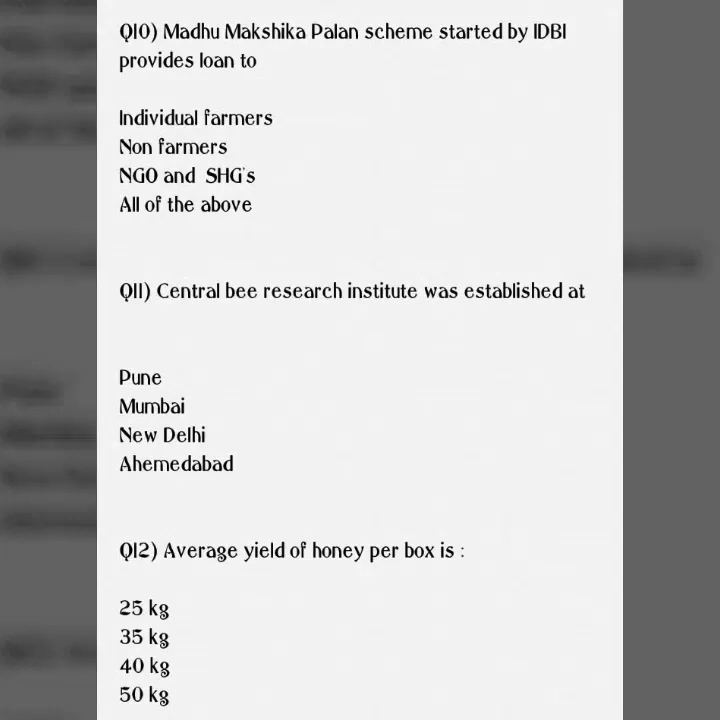 Q10) Madhu Makshika Palan scheme started by IDBI
provides loan to
Individual farmers
Non farmers
NGO and SHG's
All of the above
Q11) Central bee research institute was established at
Pune
Mumbai
New Delhi
Ahemedabad
Q12) Average yield of honey per box is :
25 kg
35 kg
40 kg
50 kg